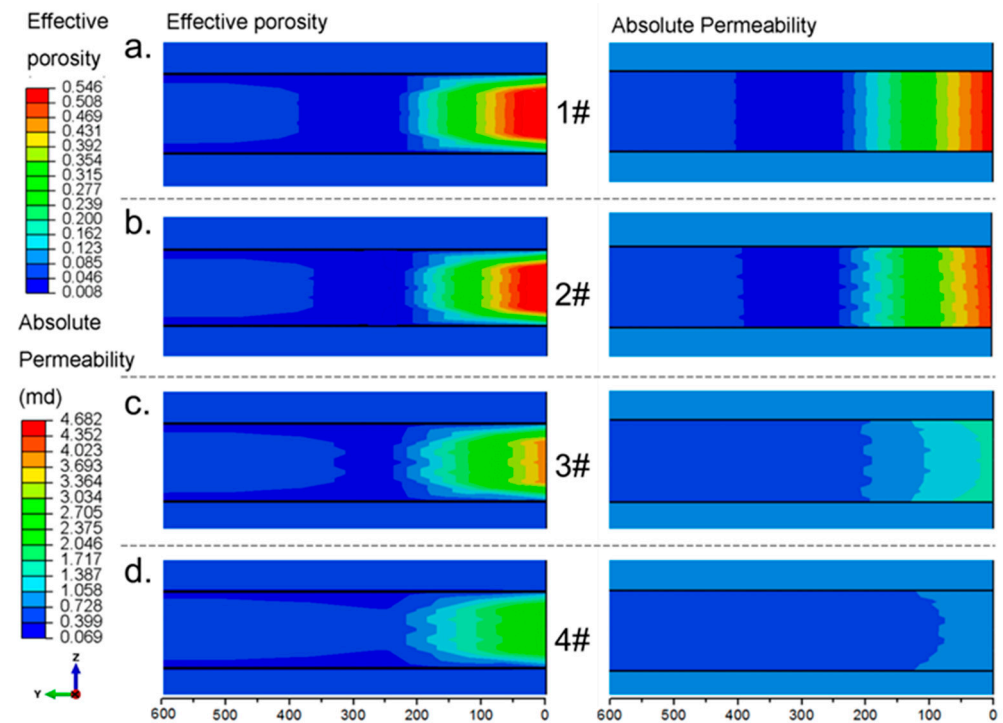 Effective
porosity
0.546
0.508
0.469
0.431
0.392
0.354
0.315
0.277
0.239
0.200
0.162
0.123
0.085
0.046
0.008
Absolute
Permeability
(md)
4.682
4.352
4.023
3.693
3.364
3.034
2.705
2.375
2.046
1.717
1.387
1.058
0.728
0.399
0.069
Z
Y
Effective porosity
Absolute Permeability
a.
1#
b.
2#
c.
3#
d.
4#
600 500 400 300 200 100 0
600 500 400 300 200 100 0